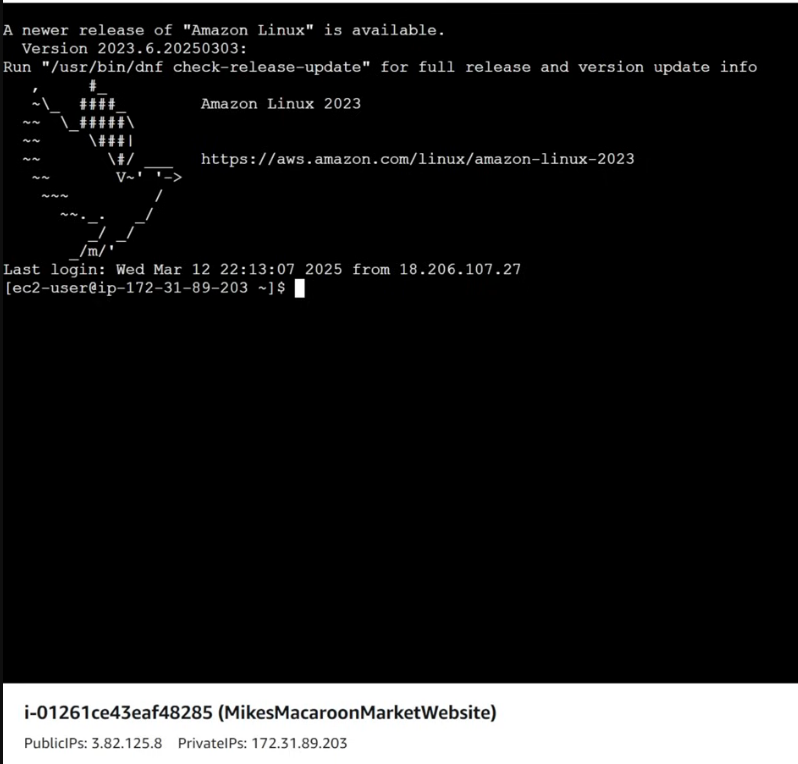 A newer release of "Amazon Linux" is available.
  Version 2023.6.20250303:
Run "/usr/bin/dnf check-release-update" for full release and version update info
   ,     #_
   ~\_  ####_        Amazon Linux 2023
  ~~  \_#####\
  ~~     \###|
  ~~       \#/ ___   https://aws.amazon.com/linux/amazon-linux-2023
   ~~       V~' '->
    ~~~         /
      ~~._.   _/
         _/ _/
       _/m/'
Last login: Wed Mar 12 22:13:07 2025 from 18.206.107.27
[ec2-user@ip-172-31-89-203 ~]$
i-01261ce43eaf48285 (MikesMacaroonMarketWebsite)
PublicIPs: 3.82.125.8    PrivateIPs: 172.31.89.203